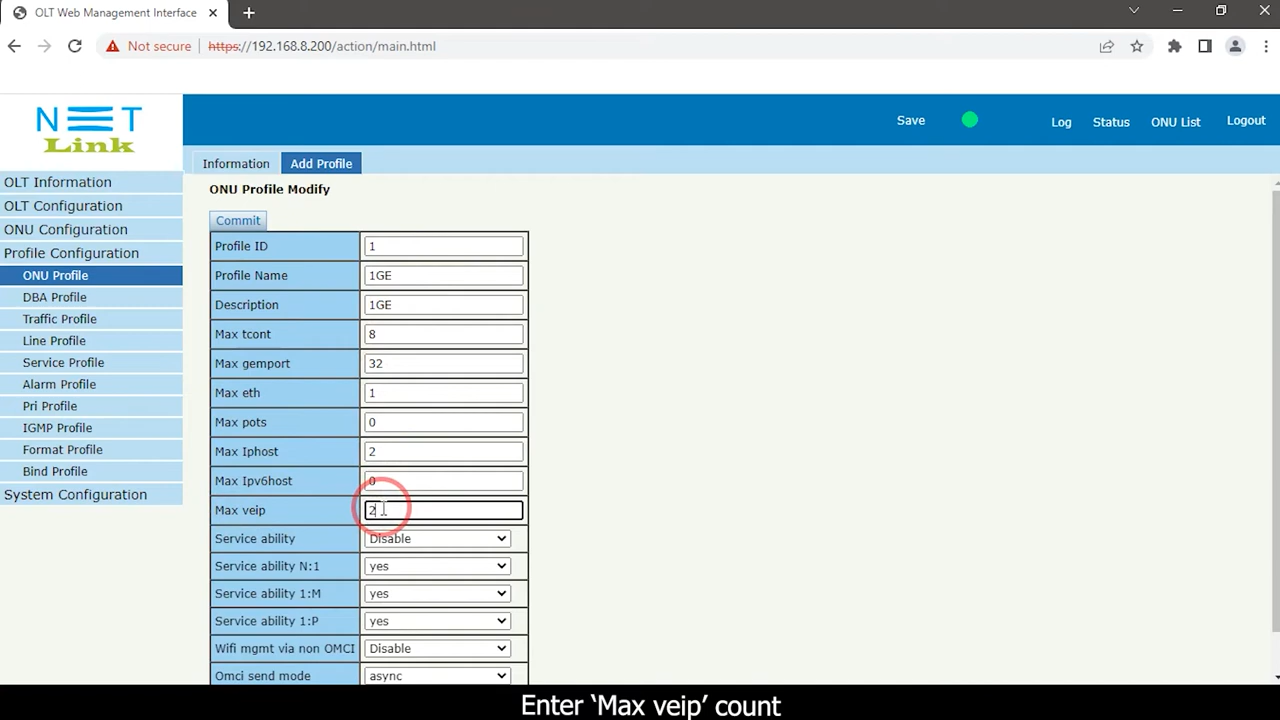 OLT Web Management Interface
Not secure
https://192.168.8.200/action/main.html
NET
Link
Save
Log
Status
ONU List
Logout
Information
Add Profile
OLT Information
OLT Configuration
ONU Configuration
Profile Configuration
ONU Profile
DBA Profile
Traffic Profile
Line Profile
Service Profile
Alarm Profile
Pri Profile
IGMP Profile
Format Profile
Bind Profile
System Configuration
ONU Profile Modify
Commit
Profile ID 1
Profile Name 1GE
Description 1GE
Max tcont 8
Max gemport 32
Max eth 1
Max pots 0
Max Iphost 2
Max Ipv6host 0
Max veip 2
Service ability Disable
Service ability N:1 yes
Service ability 1:M yes
Service ability 1:P yes
Wifi mgmt via non OMCI Disable
Omci send mode async
Enter ‘Max veip’ count